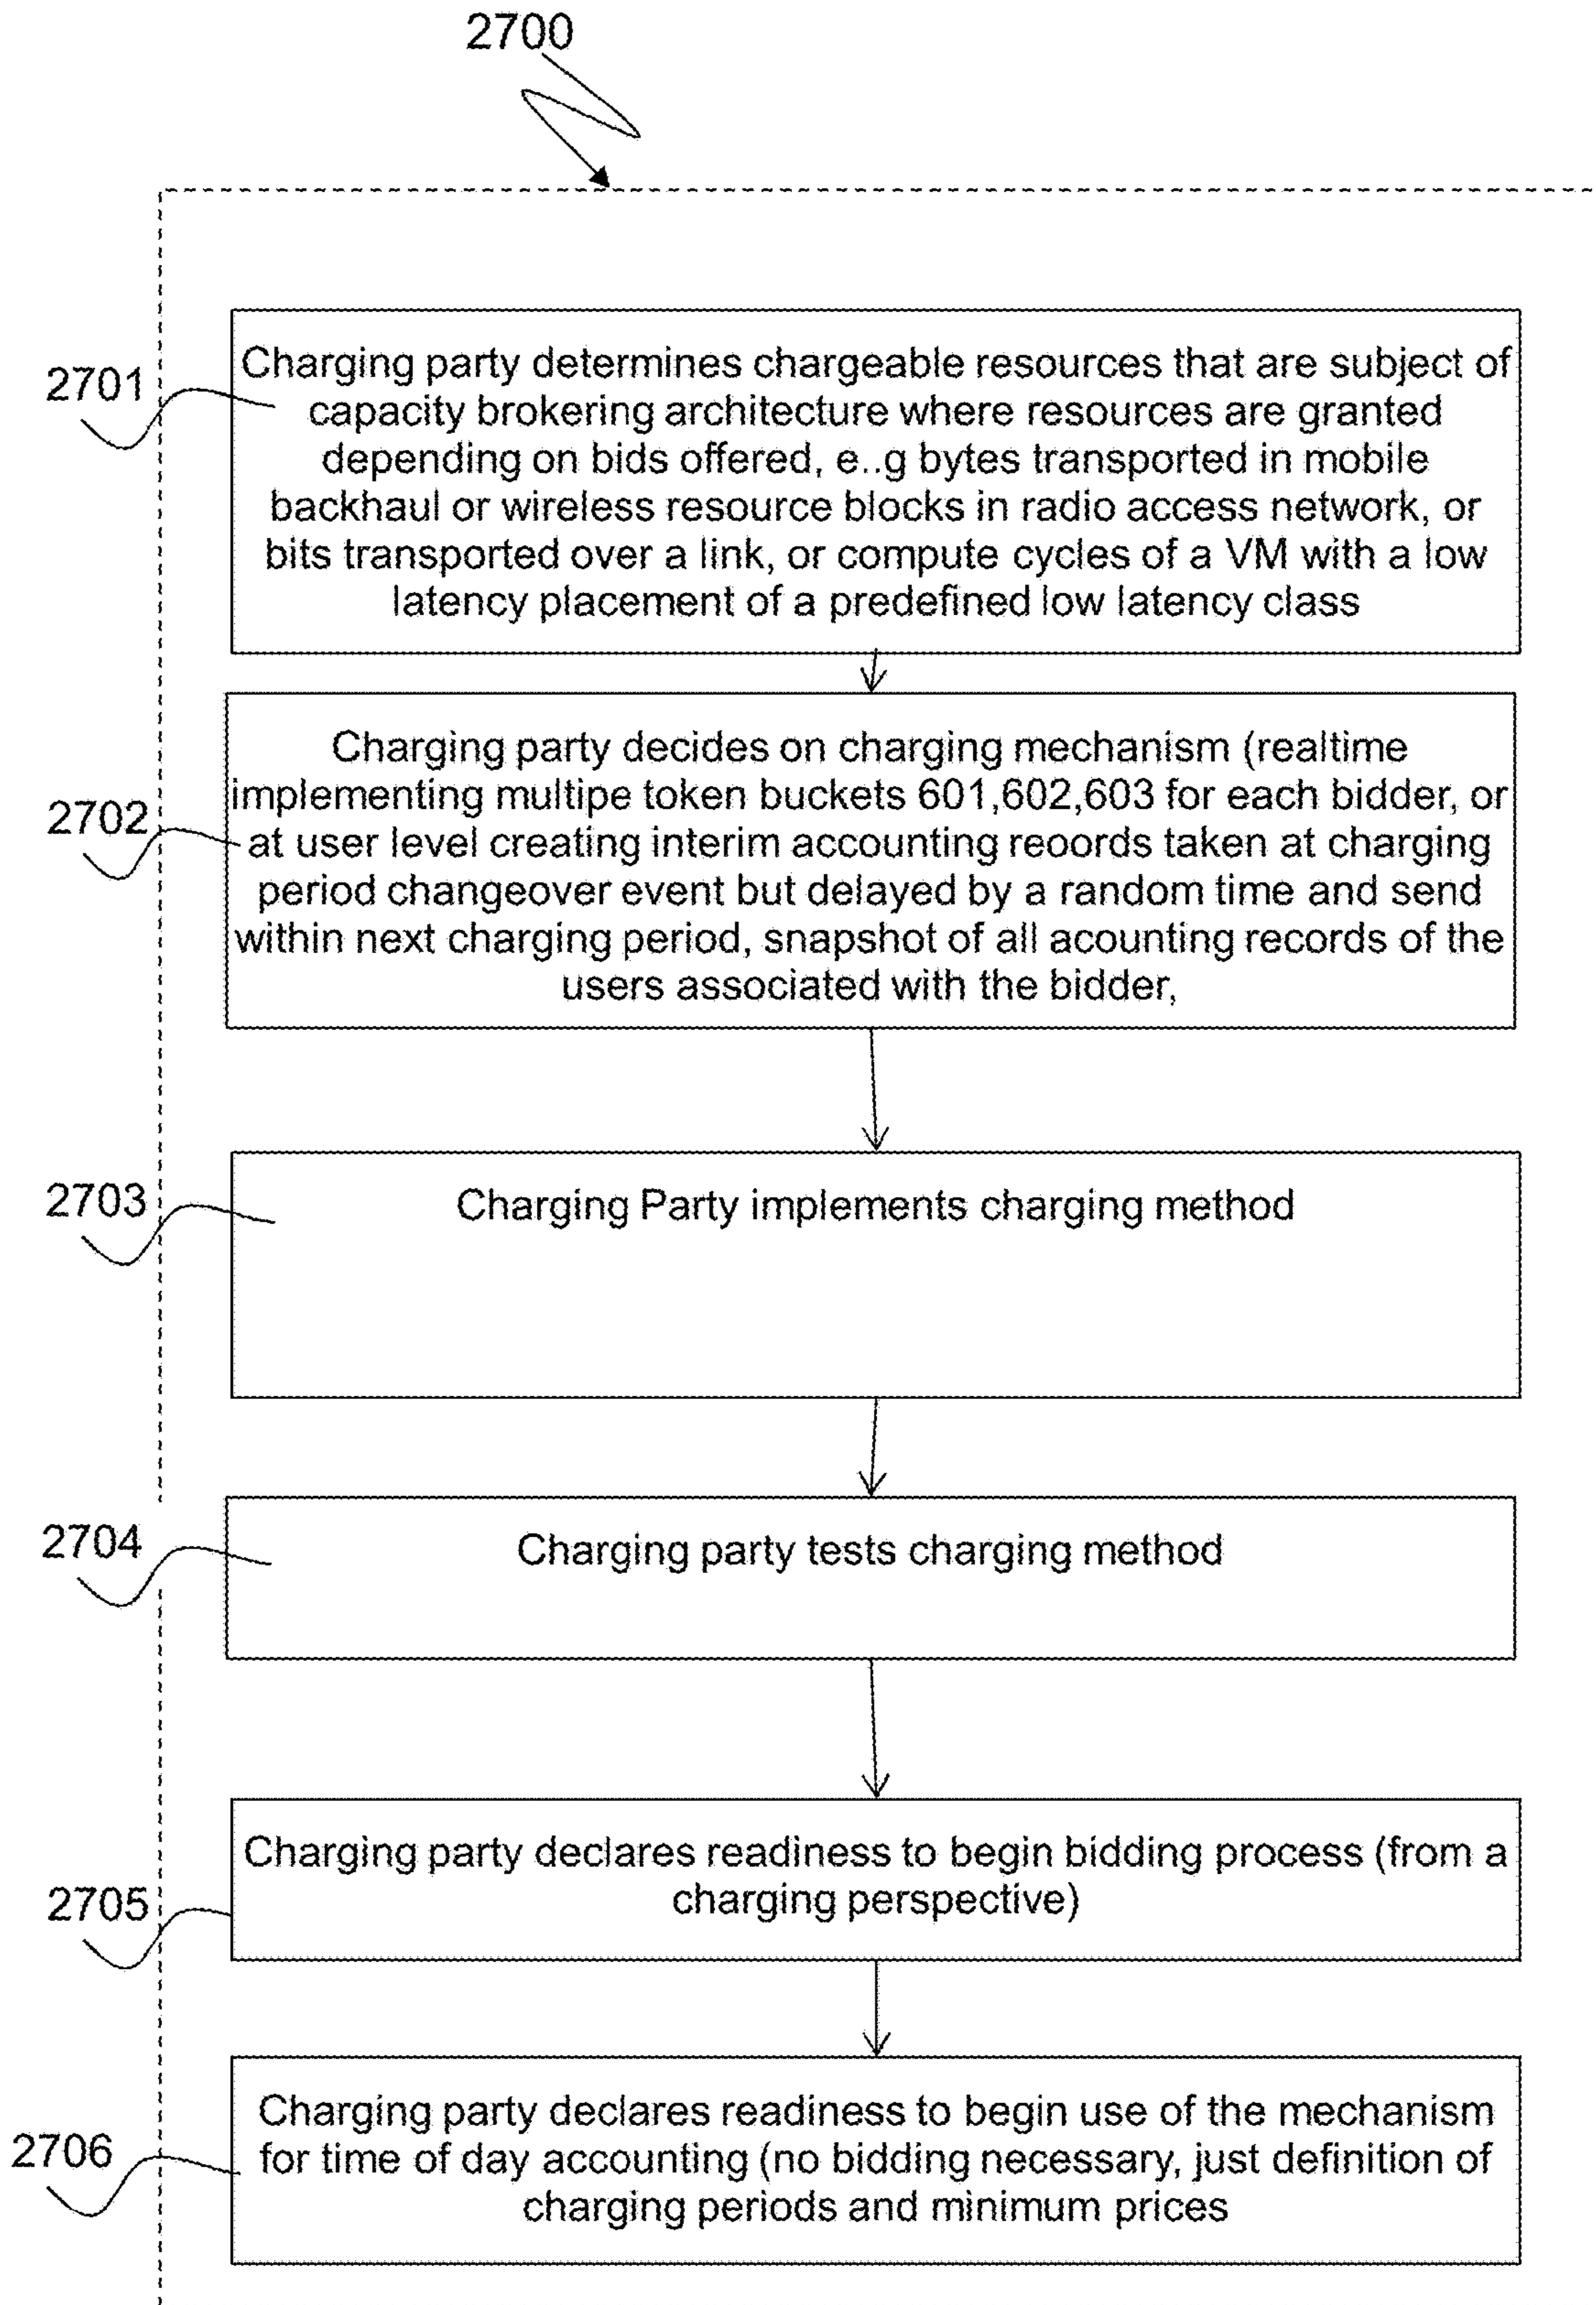 2700
2701
Charging party determines chargeable resources that are subject of
capacity brokering architecture where resources are granted
depending on bids offered, e..g bytes transported in mobile
backhaul or wireless resource blocks in radio access network, or
bits transported over a link, or compute cycles of a VM with a low
latency placement of a predefined low latency class
2702
Charging party decides on charging mechanism (realtime
implementing multipe token buckets 601,602,603 for each bidder, or
at user level creating interim accounting reoords taken at charging
period changeover event but delayed by a random time and send
within next charging period, snapshot of all acounting records of the
users associated with the bidder,
2703
Charging Party implements charging method
2704
Charging party tests charging method
2705
Charging party declares readiness to begin bidding process (from a
charging perspective)
2706
Charging party declares readiness to begin use of the mechanism
for time of day accounting (no bidding necessary, just definition of
charging periods and minimum prices